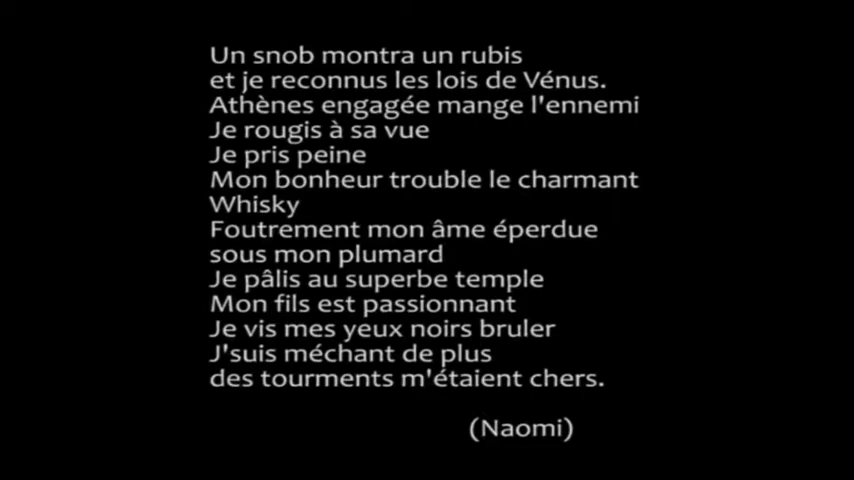 Un snob montra un rubis
et je reconnus les lois de Vénus.
Athènes engagée mange l'ennemi
Je rougis à sa vue
Je pris peine
Mon bonheur trouble le charmant
Whisky
Foutrement mon âme éperdue
sous mon plumard
Je pâlis au superbe temple
Mon fils est passionnant
Je vis mes yeux noirs bruler
J'suis méchant de plus
des tourments m'étaient chers.
(Naomi)